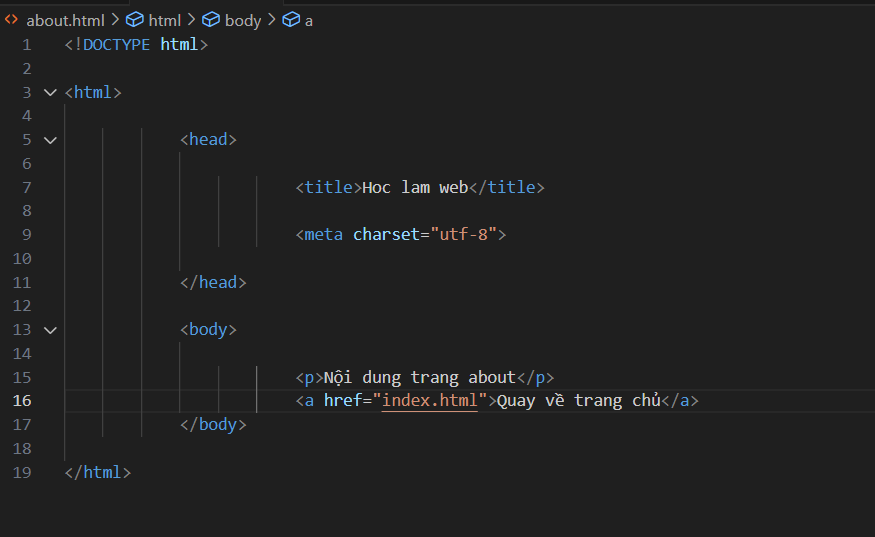 about.html > html > body > a
1 <!DOCTYPE html>
2
3 <html>
4
5 <head>
6
7 <title>Hoc lam web</title>
8
9 <meta charset="utf-8">
10
11 </head>
12
13 <body>
14
15 <p>Nội dung trang about</p>
16 <a href="index.html">Quay về trang chủ</a>
17 </body>
18
19 </html>